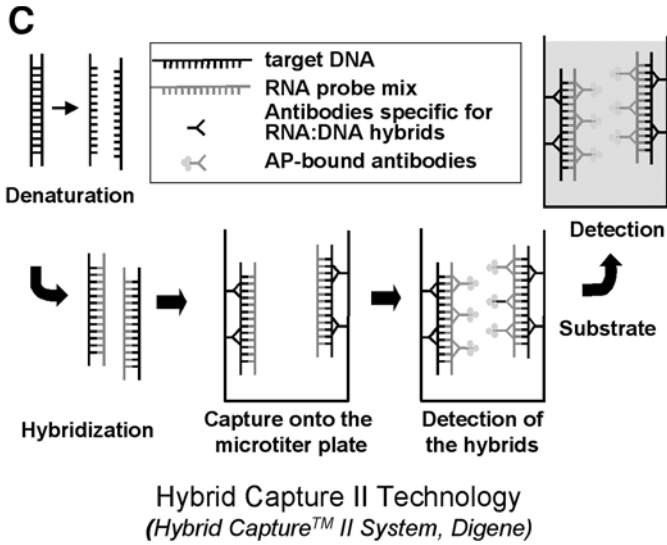 C
target DNA
RNA probe mix
Antibodies specific for
RNA:DNA hybrids
AP-bound antibodies
Denaturation
Detection
Substrate
Hybridization
Capture onto the
microtiter plate
Detection of
the hybrids
Hybrid Capture II Technology
(Hybrid Capture™ II System, Digene)